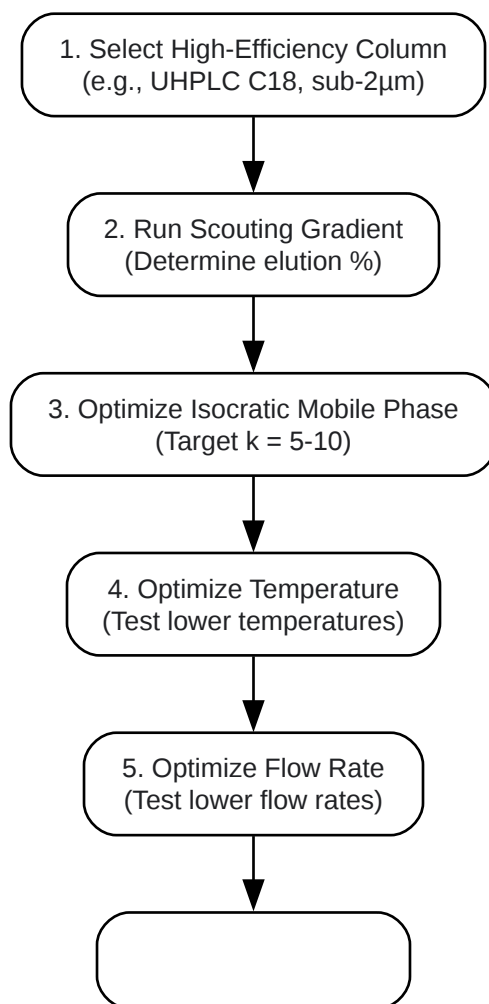 1. Select High-Efficiency Column
(e.g., UHPLC C18, sub-2µm)
2. Run Scouting Gradient
(Determine elution %)
3. Optimize Isocratic Mobile Phase
(Target k = 5-10)
4. Optimize Temperature
(Test lower temperatures)
5. Optimize Flow Rate
(Test lower flow rates)